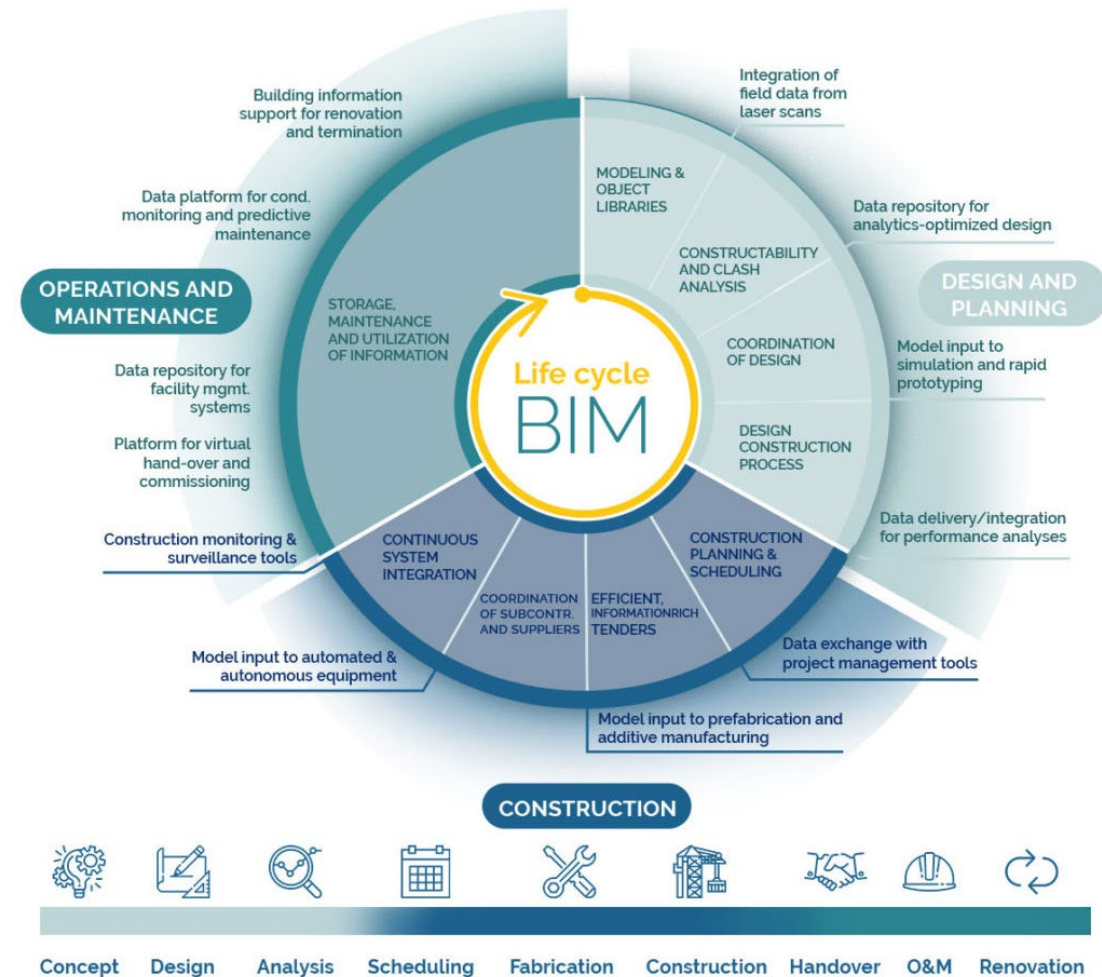 Building information
support for renovation
and termination
Integration of
field data from
laser scans
MODELING &
OBJECT
LIBRARIES
Data platform for cond.
monitoring and predictive
maintenance
Data repository for
analytics-optimized design
CONSTRUCTABILITY
AND CLASH
ANALYSIS
OPERATIONS AND
MAINTENANCE
DESIGN AND
PLANNING
STORAGE,
MAINTENANCE
AND UTILIZATION
OF INFORMATION
COORDINATION
OF DESIGN
Model input to
simulation and rapid
prototyping
Life cycle
BIM
Data repository for
facility mgmt.
systems
Platform for virtual
hand-over and
commissioning
DESIGN
CONSTRUCTION
PROCESS
Data delivery/integration
for performance analyses
Construction monitoring &
surveillance tools
CONTINUOUS
SYSTEM
INTEGRATION
CONSTRUCTION
PLANNING &
SCHEDULING
COORDINATION
OF SUBCONTR.
AND SUPPLIERS
EFFICIENT,
INFORMATIONRICH
TENDERS
Model input to automated &
autonomous equipment
Data exchange with
project management tools
Model input to prefabrication and
additive manufacturing
CONSTRUCTION
Concept Design Analysis Scheduling Fabrication Construction Handover O&M Renovation